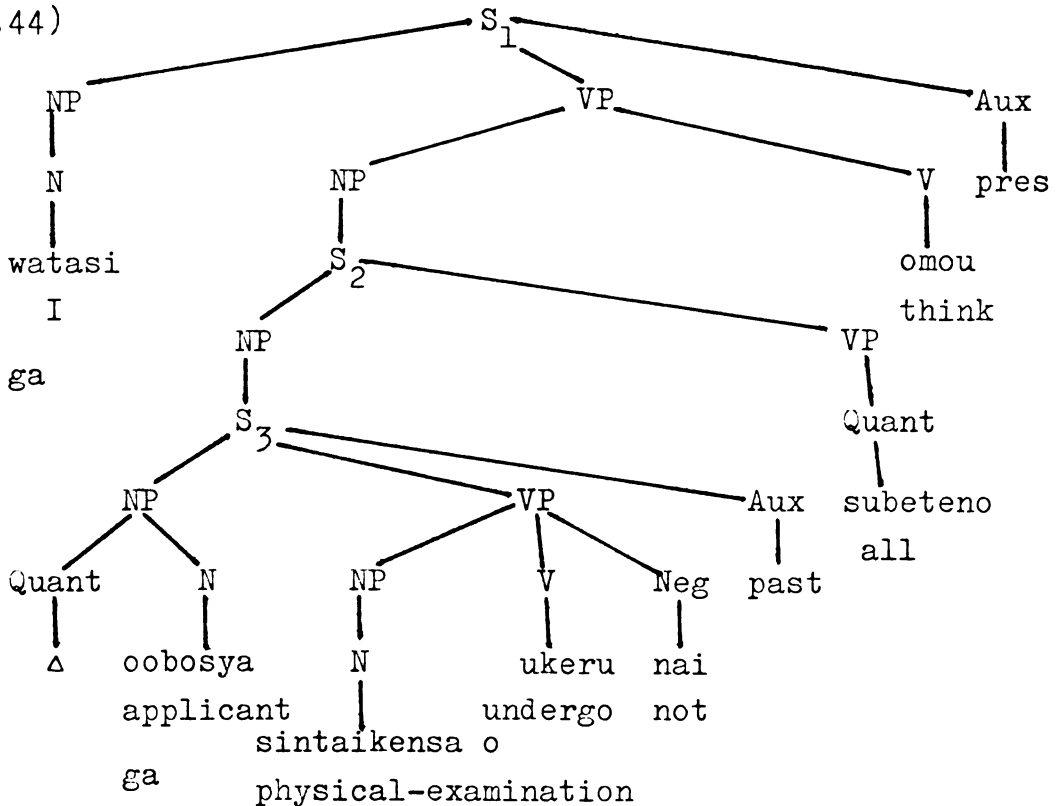 .44)
S1
NP VP Aux
N NP V pres
watasi S2 omou
I think
NP VP
ga
S3 Quant
NP VP Aux subeteno
all
Quant N NP V Neg past
△ oobosya N ukeru nai
applicant undergo not
sintaikensa o
ga physical-examination